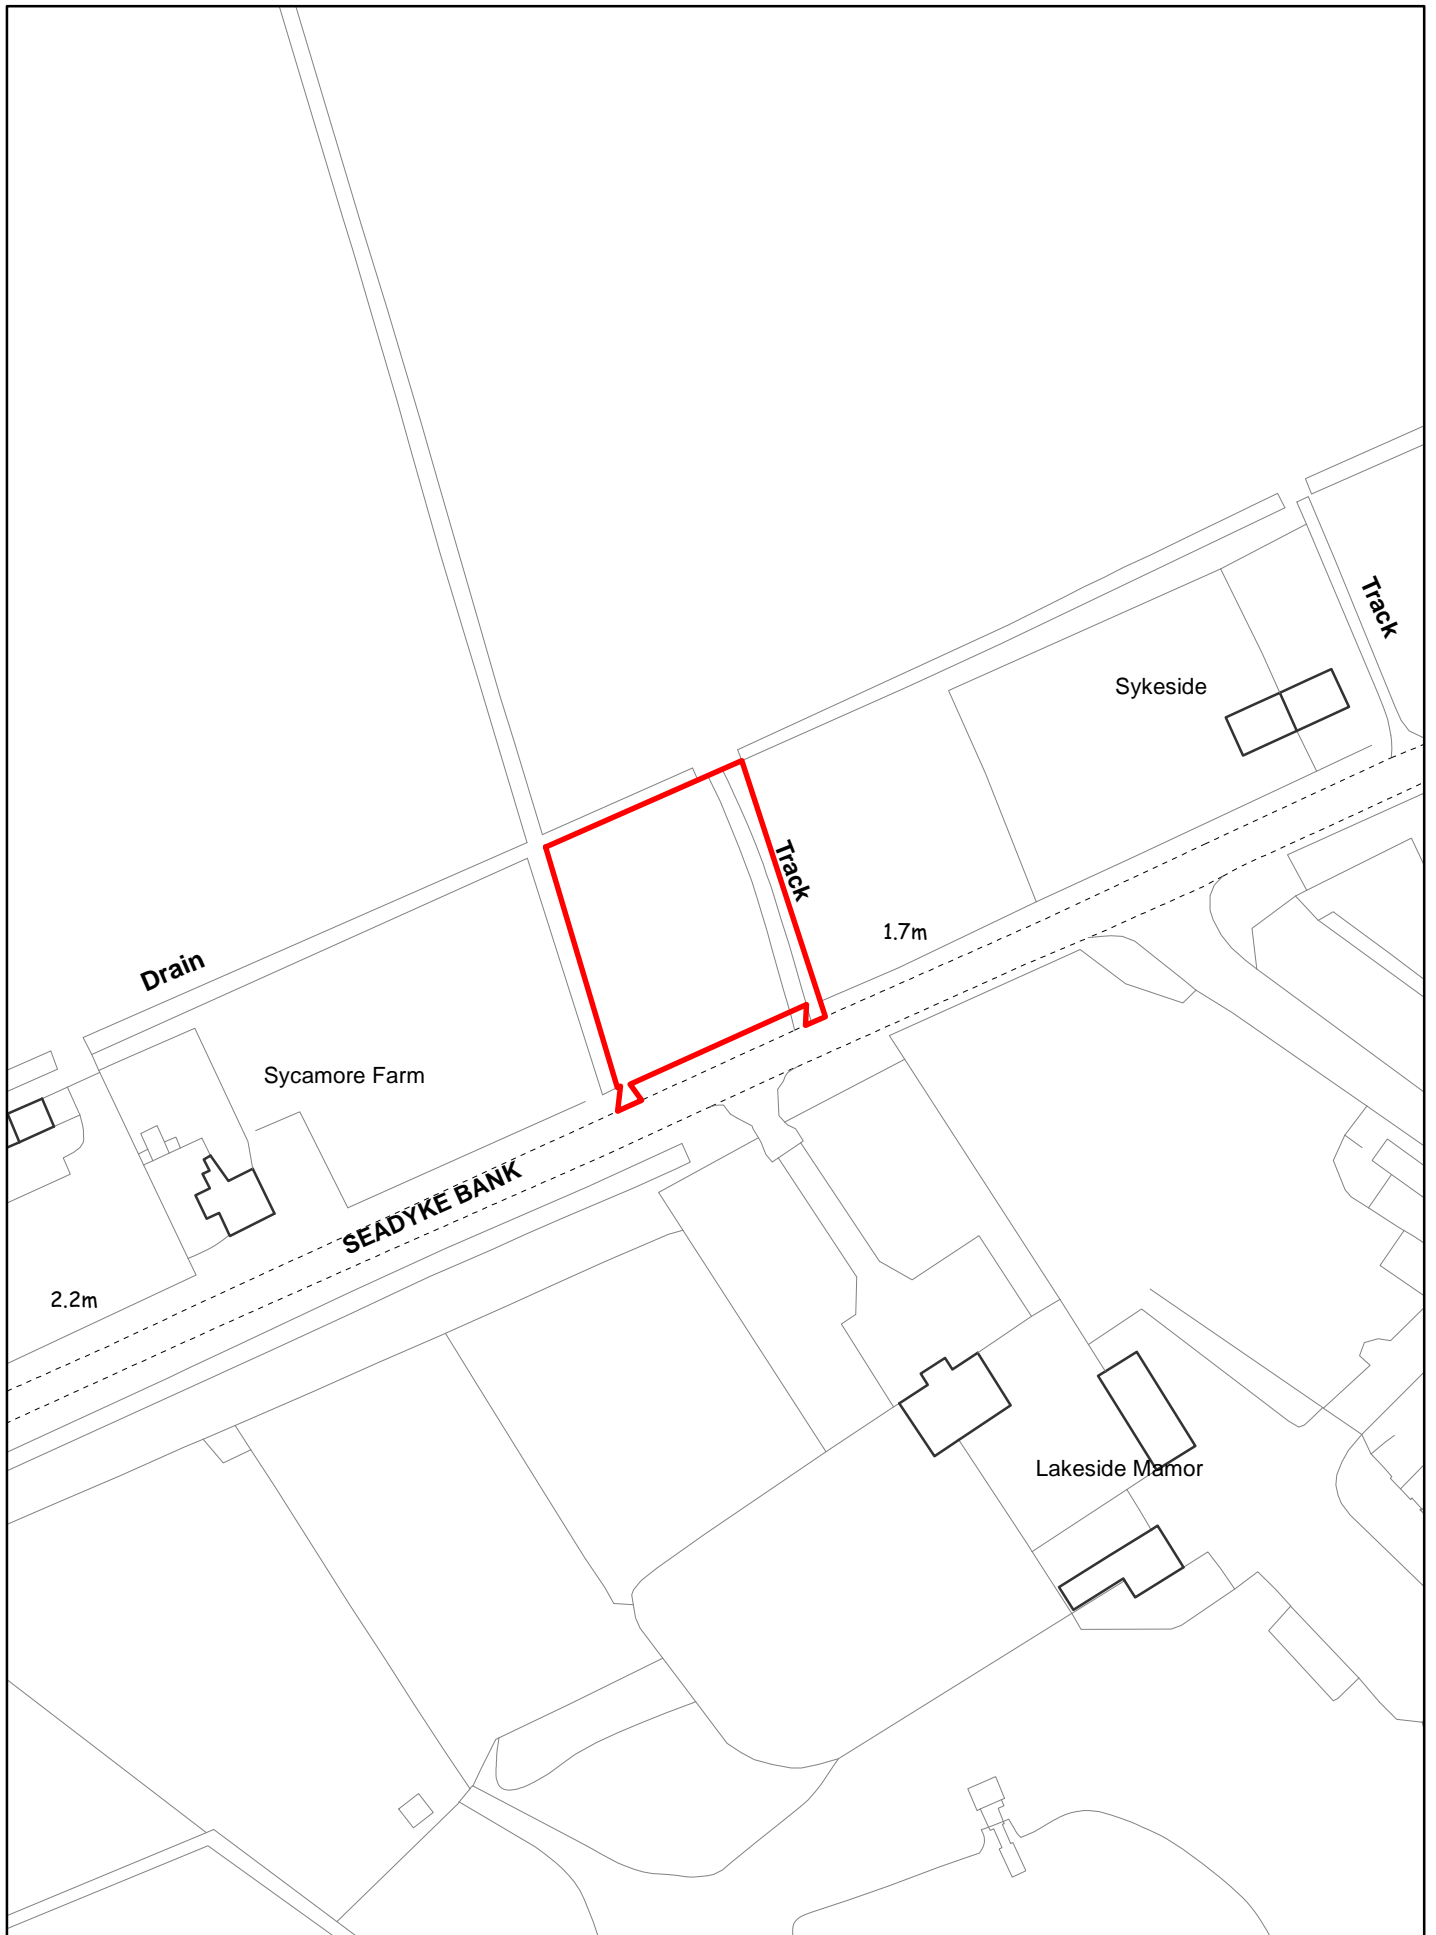 Track
Sykeside
Track
1.7m
Drain
Sycamore Farm
SEADYKE BANK
2.2m
Lakeside Mamor